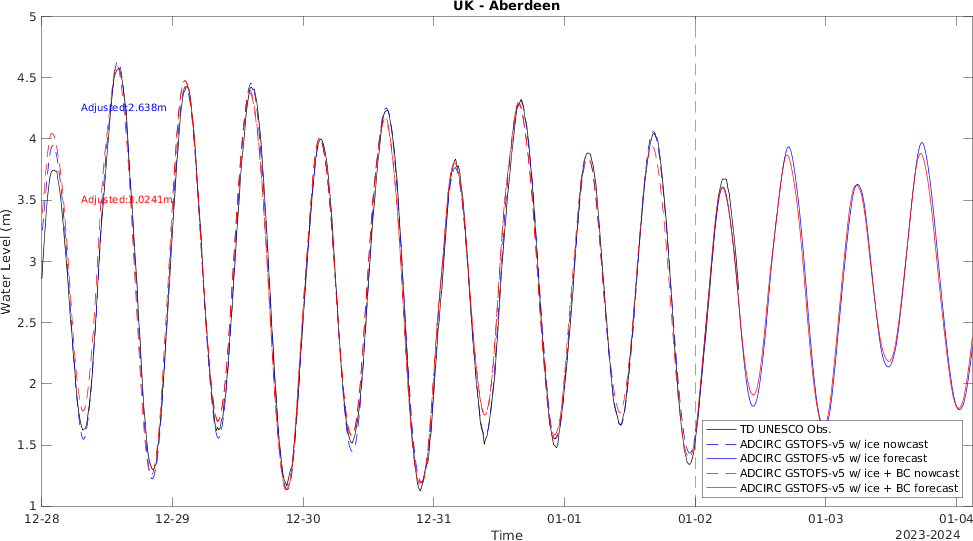 UK - Aberdeen
5
4.5
4
3.5
3
2.5
2
1.5
1
Water Level (m)
Adjusted:2.638m
Adjusted:3.0241m
TD UNESCO Obs.
ADCIRC GSTOFS-v5 w/ ice nowcast
ADCIRC GSTOFS-v5 w/ ice forecast
ADCIRC GSTOFS-v5 w/ ice + BC nowcast
ADCIRC GSTOFS-v5 w/ ice + BC forecast
12-28 12-29 12-30 12-31 01-01 01-02 01-03 01-04
Time
2023-2024